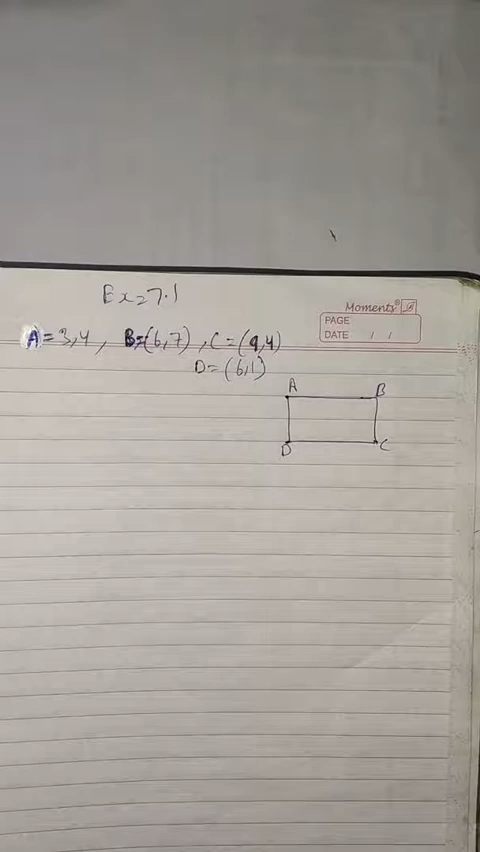 Ex=7.1
Moments
PAGE
DATE / /
A)=3,4, B=(6,7), C=(9,4)
D=(6,1)
A B
D C